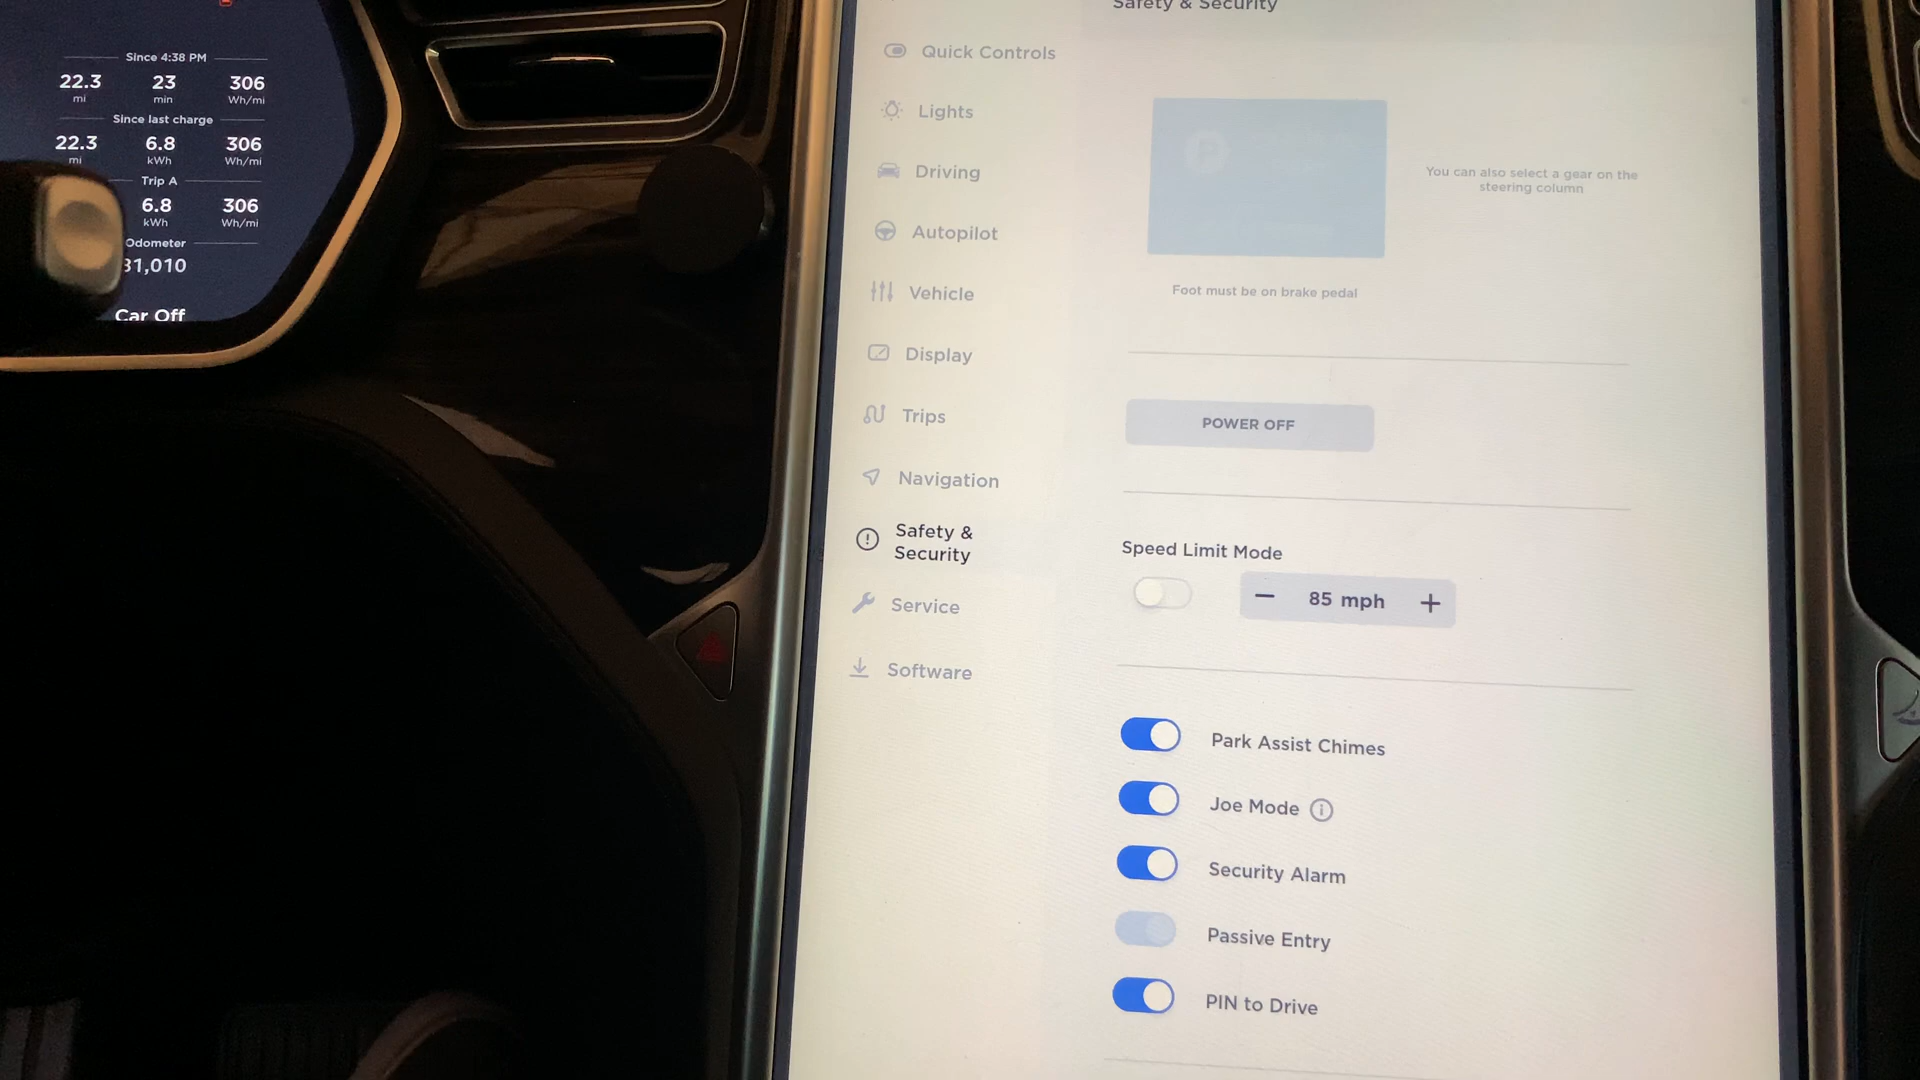 Since 4:38 PM
22.3 23 306
mi min Wh/mi
Since last charge
22.3 6.8 306
mi kWh Wh/mi
Trip A
6.8 306
kWh Wh/mi
Odometer
31,010
Car Off
Safety & Security
Quick Controls
Lights
Driving
Autopilot
Vehicle
Display
Trips
Navigation
Safety &
Security
Service
Software
You can also select a gear on the
steering column
Foot must be on brake pedal
POWER OFF
Speed Limit Mode
− 85 mph +
Park Assist Chimes
Joe Mode
Security Alarm
Passive Entry
PIN to Drive